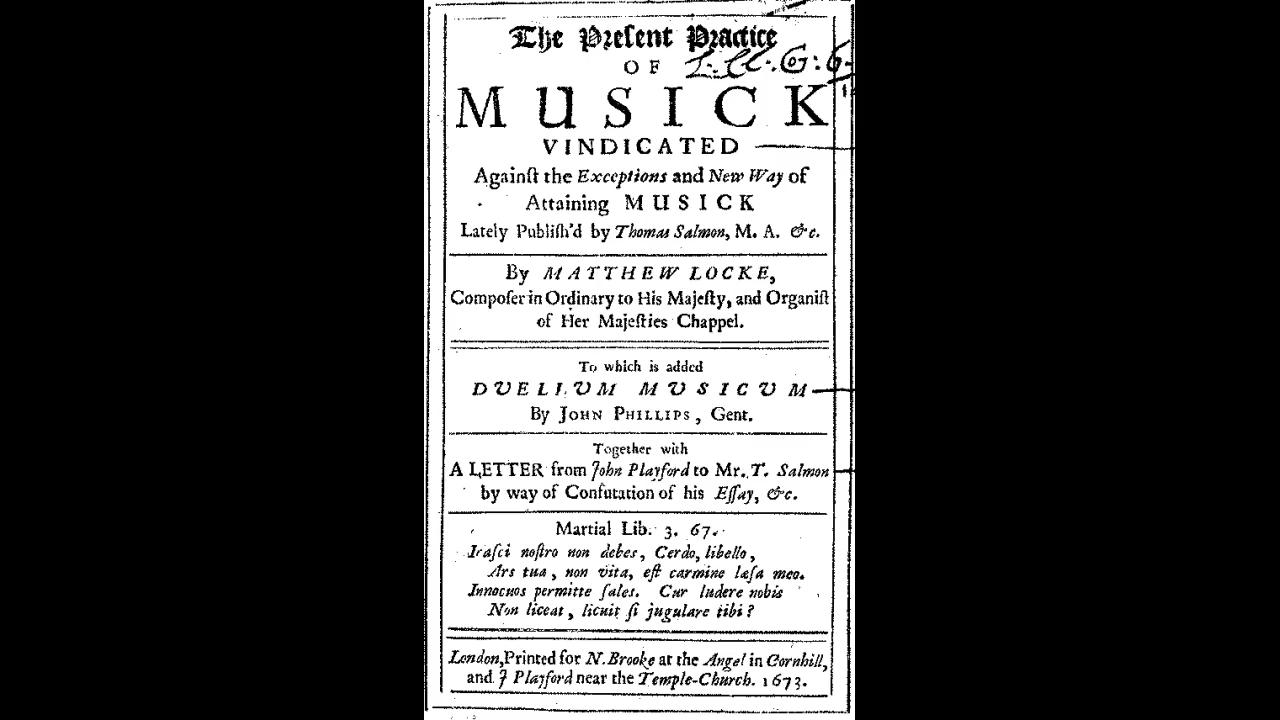 The Preſent Practice
OF
MUSICK
VINDICATED
Againſt the Exceptions and New Way of
Attaining MUSICK
Lately Publiſh'd by Thomas Salmon, M. A. &c.
By MATTHEW LOCKE,
Compoſer in Ordinary to His Majeſty, and Organiſt
of Her Majeſties Chappel.
To which is added
DUELLUM MUSICUM
By JOHN PHILLIPS, Gent.
Together with
A LETTER from John Playford to Mr. T. Salmon
by way of Confutation of his Eſſay, &c.
Martial Lib. 3. 67.
Iraſci noſtro non debes, Cerdo, libello,
Ars tua, non vita, eſt carmine læſa meo.
Innocuos permitte ſales. Cur ludere nobis
Non liceat, licuit ſi jugulare tibi?
London, Printed for N. Brooke at the Angel in Cornhill,
and J Playford near the Temple-Church. 1673.